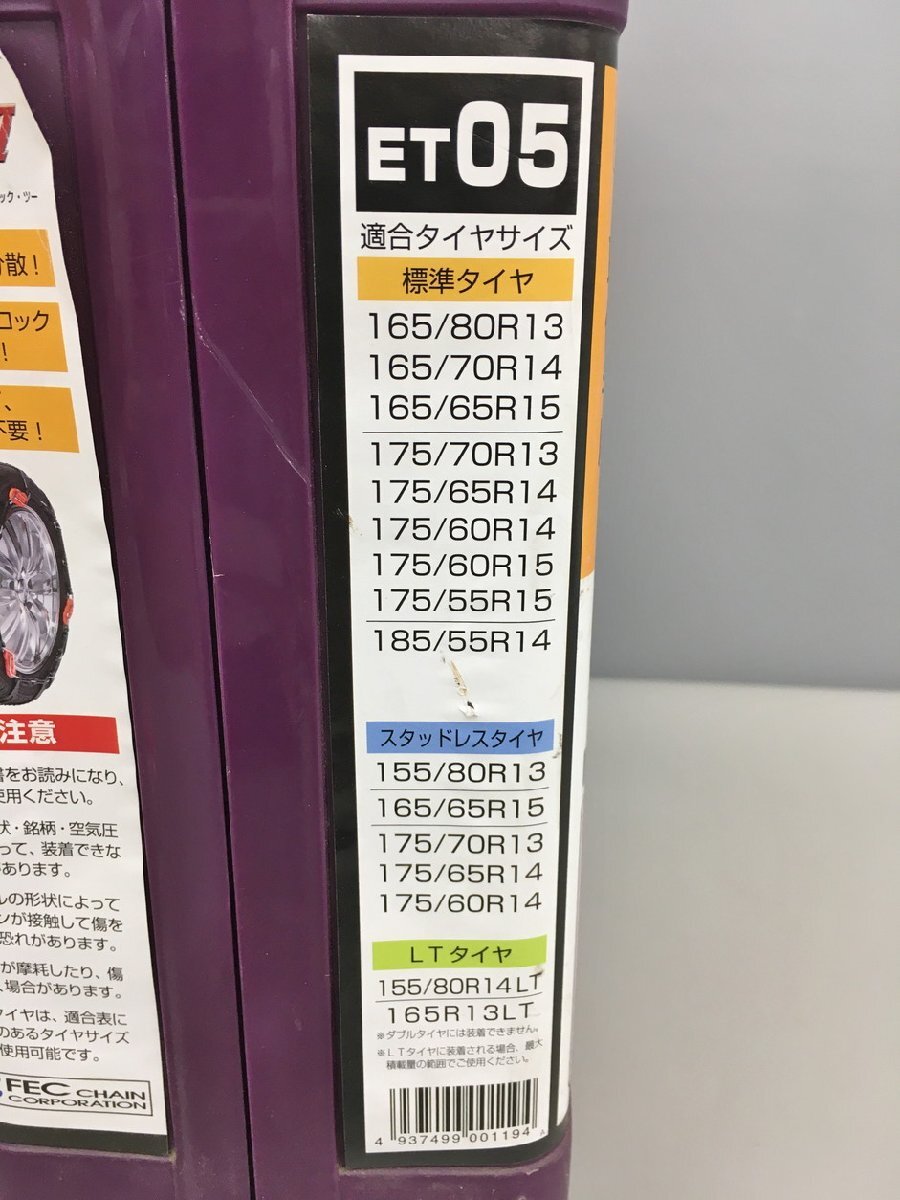 ック・ツー
分散!
ロック
!
、
不要!
注意
書をお読みになり、
使用ください。
状・銘柄・空気圧
って、装着できな
があります。
ルの形状によって
ンが接触して傷を
恐れがあります。
が摩耗したり、傷
場合があります。
タイヤは、適合表に
のあるタイヤサイズ
使用可能です。
FEC CHAIN
CORPORATION
ET05
適合タイヤサイズ
標準タイヤ
165/80R13
165/70R14
165/65R15
175/70R13
175/65R14
175/60R14
175/60R15
175/55R15
185/55R14
スタッドレスタイヤ
155/80R13
165/65R15
175/70R13
175/65R14
175/60R14
LTタイヤ
155/80R14LT
165R13LT
※ダブルタイヤには装着できません。
※LTタイヤに装着される場合、最大
積載量の範囲でご使用ください。
4 937499 001194